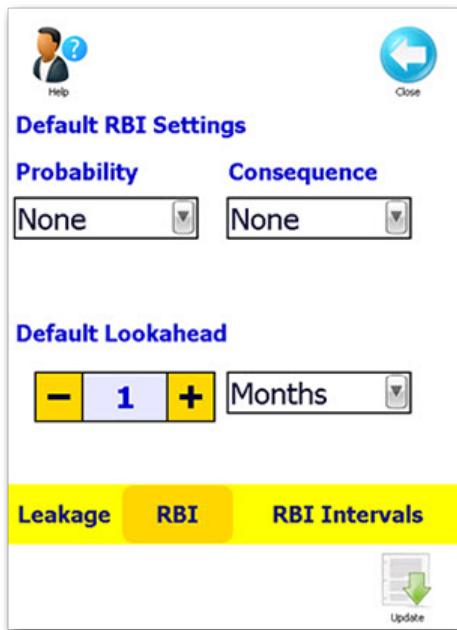 ?
Help
Close
Default RBI Settings
Probability Consequence
None None
Default Lookahead
− 1 + Months
Leakage RBI RBI Intervals
Update